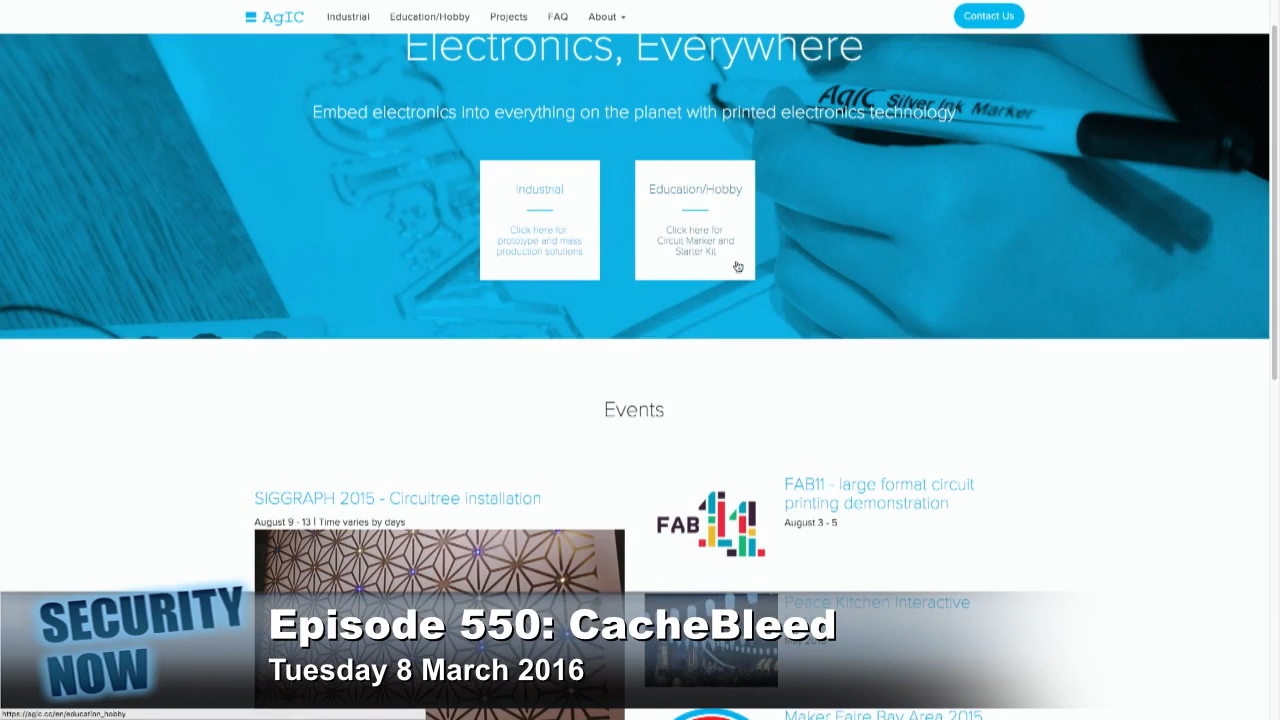 AgIC
Industrial
Education/Hobby
Projects
FAQ
About
Contact Us
Electronics, Everywhere
AgIC Silver Ink Marker
Embed electronics into everything on the planet with printed electronics technology
Industrial
Click here for
prototype and mass
production solutions
Education/Hobby
Click here for
Circuit Marker and
Starter Kit
Events
SIGGRAPH 2015 - Circuitree installation
August 9 - 13 | Time varies by days
FAB11 - large format circuit
printing demonstration
August 3 - 5
FAB
Peace Kitchen Interactive
SECURITY
NOW
Episode 550: CacheBleed
Tuesday 8 March 2016
Maker Faire Bay Area 2015
https://agic.cc/en/education_hobby